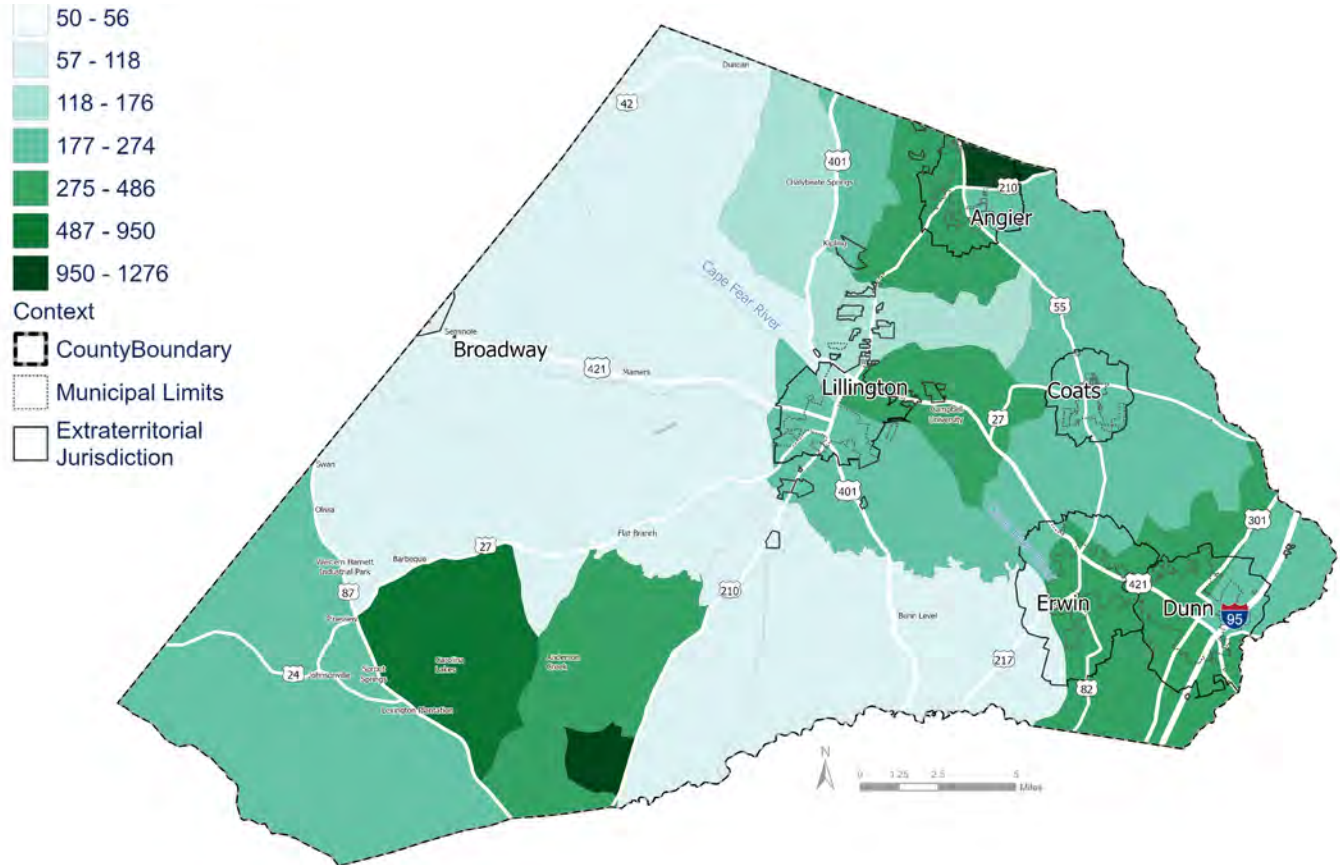 50 - 56
57 - 118
118 - 176
177 - 274
275 - 486
487 - 950
950 - 1276
Context
CountyBoundary
Municipal Limits
Extraterritorial
Jurisdiction
Duncan
42
401
Chalybeate Springs
210
Angier
Kipling
Cape Fear River
55
Seminole
Broadway
421
Mamers
Lillington
Coats
Campbell
University
27
Swan
Olivia
401
301
Flat Branch
Western Harnett
Industrial Park
Barbeque
27
87
210
421
Erwin
Dunn
95
Bunn Level
Carolina
Lakes
Anderson
Creek
217
24
Johnsonville
Spout
Springs
82
Lexington Plantation
N
0 1.25 2.5 5
Miles